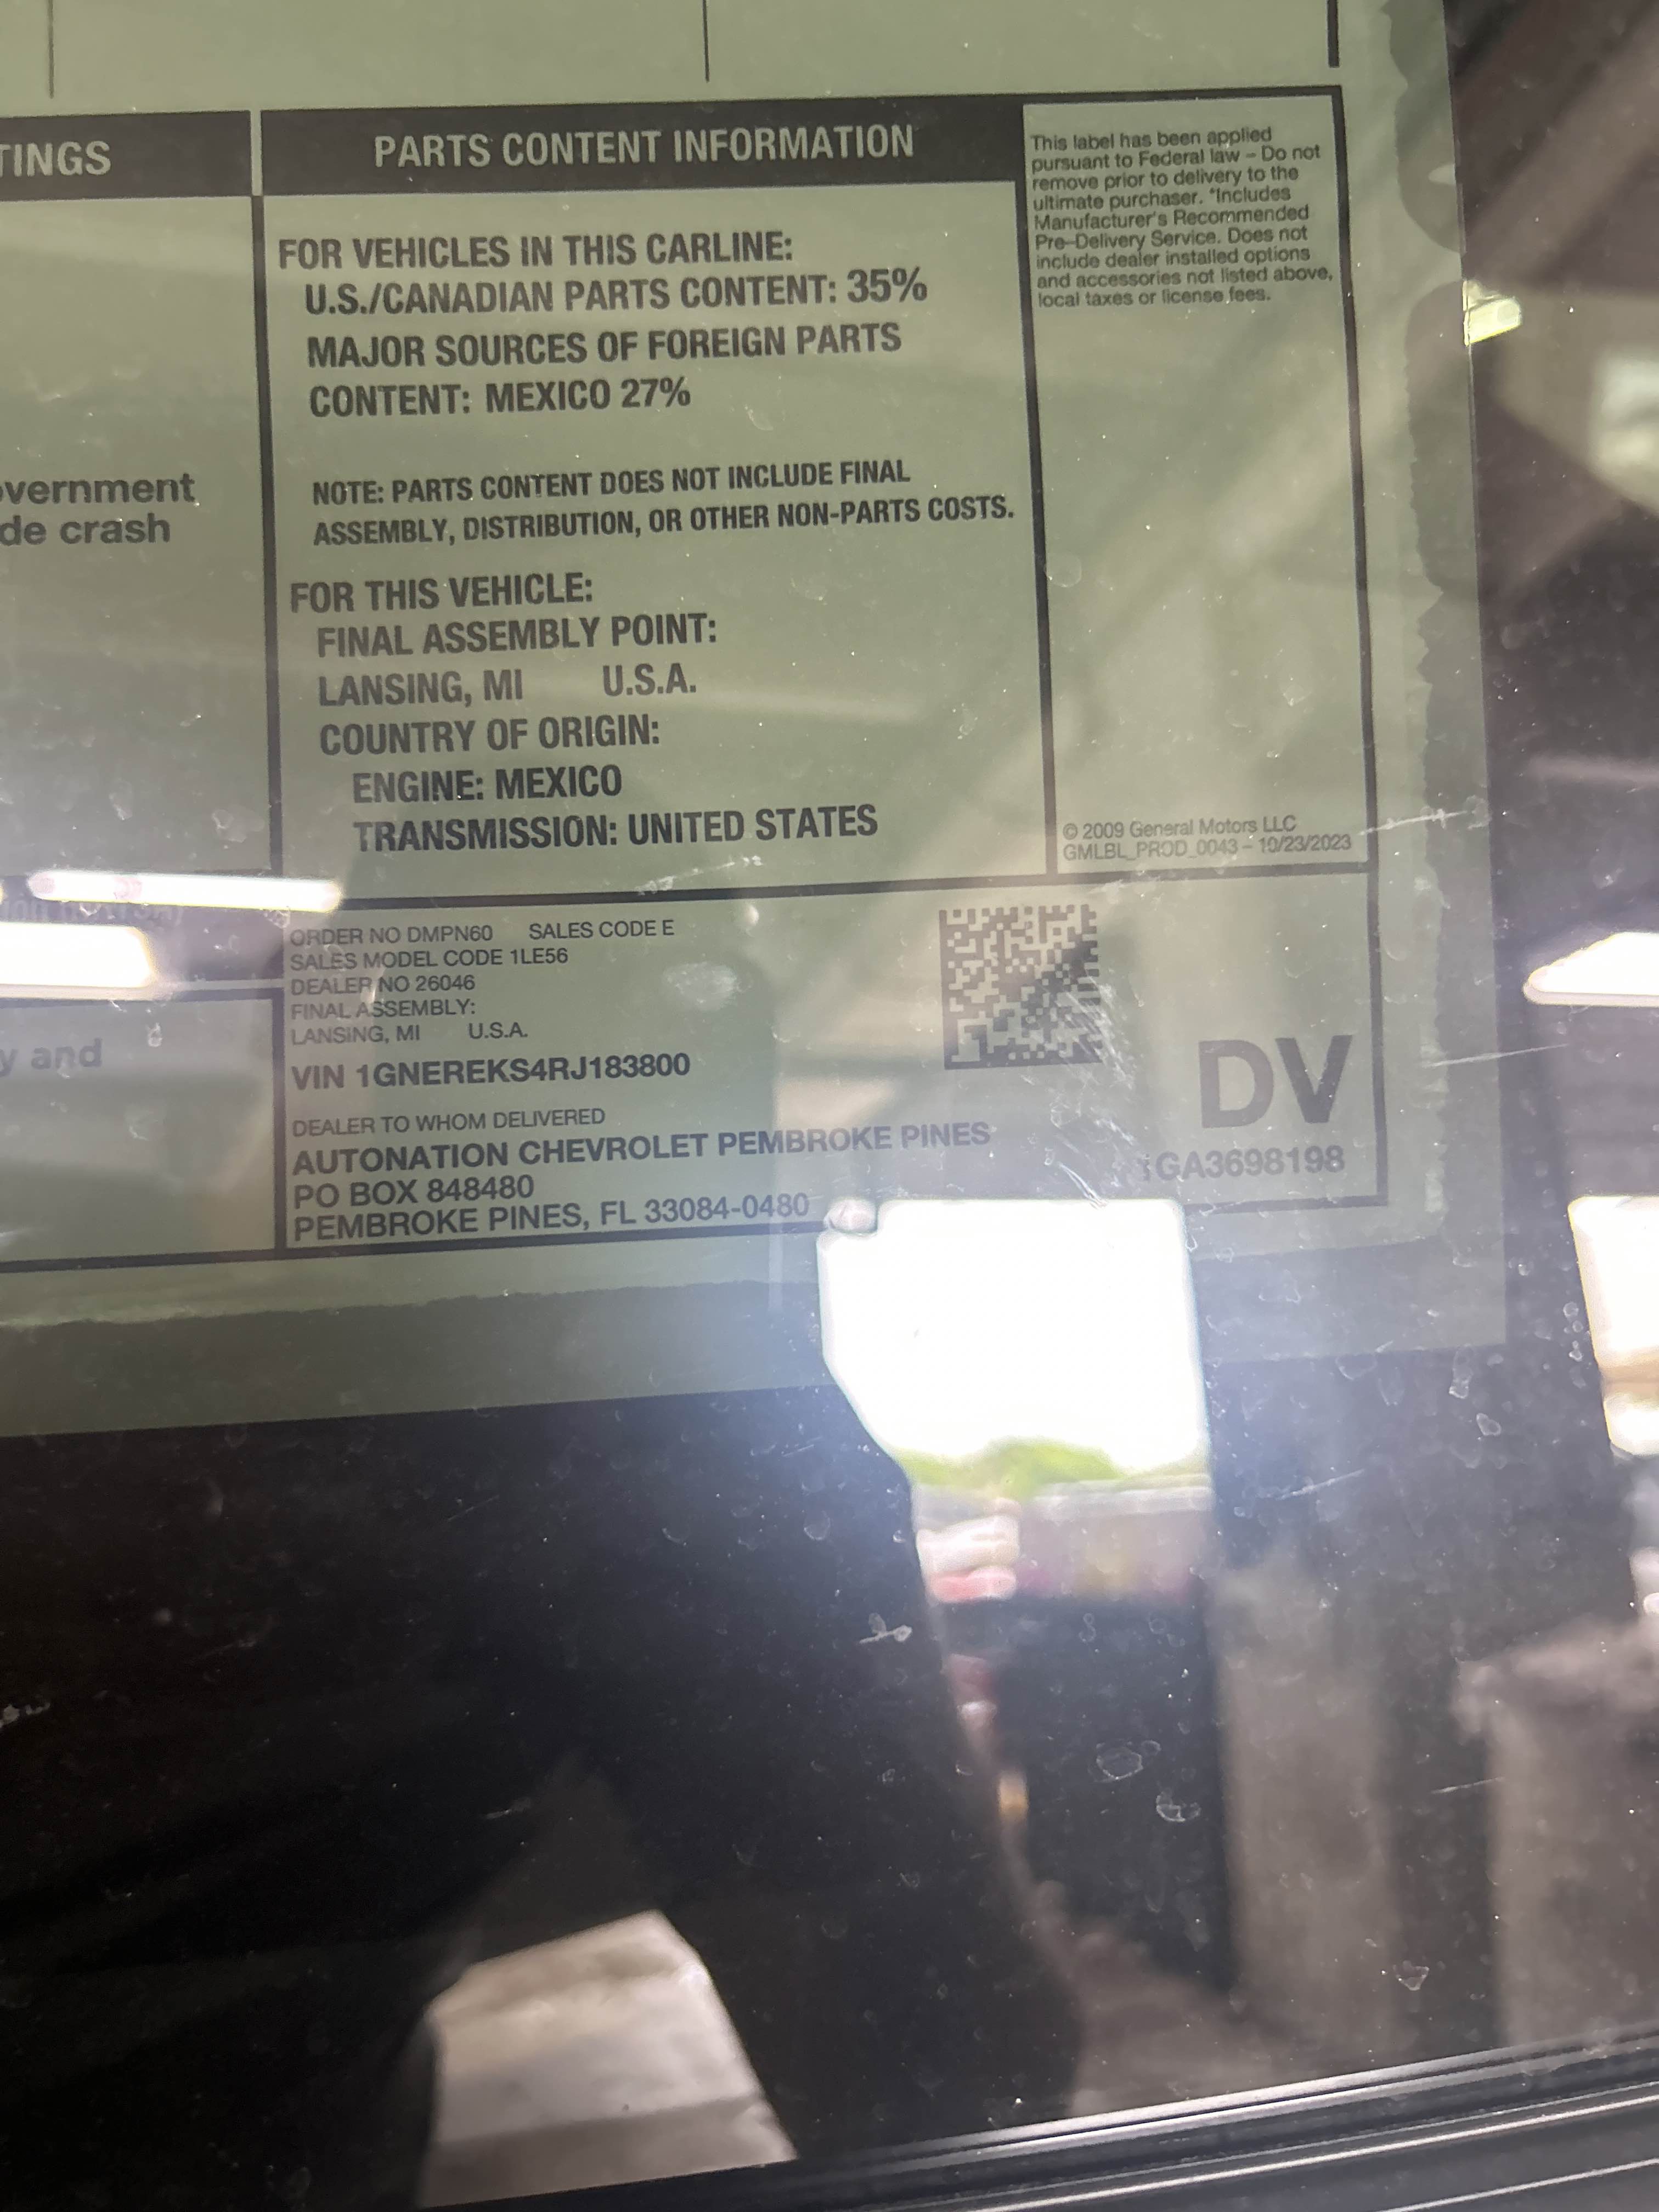 TINGS
vernment
de crash
y and
PARTS CONTENT INFORMATION
FOR VEHICLES IN THIS CARLINE:
U.S./CANADIAN PARTS CONTENT: 35%
MAJOR SOURCES OF FOREIGN PARTS
CONTENT: MEXICO 27%
NOTE: PARTS CONTENT DOES NOT INCLUDE FINAL
ASSEMBLY, DISTRIBUTION, OR OTHER NON-PARTS COSTS.
FOR THIS VEHICLE:
FINAL ASSEMBLY POINT:
LANSING, MI U.S.A.
COUNTRY OF ORIGIN:
ENGINE: MEXICO
TRANSMISSION: UNITED STATES
This label has been applied
pursuant to Federal law – Do not
remove prior to delivery to the
ultimate purchaser. *Includes
Manufacturer's Recommended
Pre-Delivery Service. Does not
include dealer installed options
and accessories not listed above,
local taxes or license fees.
© 2009 General Motors LLC
GMLBL_PROD_0043 – 10/23/2023
ORDER NO DMPN60 SALES CODE E
SALES MODEL CODE 1LE56
DEALER NO 26046
FINAL ASSEMBLY:
LANSING, MI U.S.A.
VIN 1GNEREKS4RJ183800
DEALER TO WHOM DELIVERED
AUTONATION CHEVROLET PEMBROKE PINES
PO BOX 848480
PEMBROKE PINES, FL 33084-0480
DV
1GA3698198